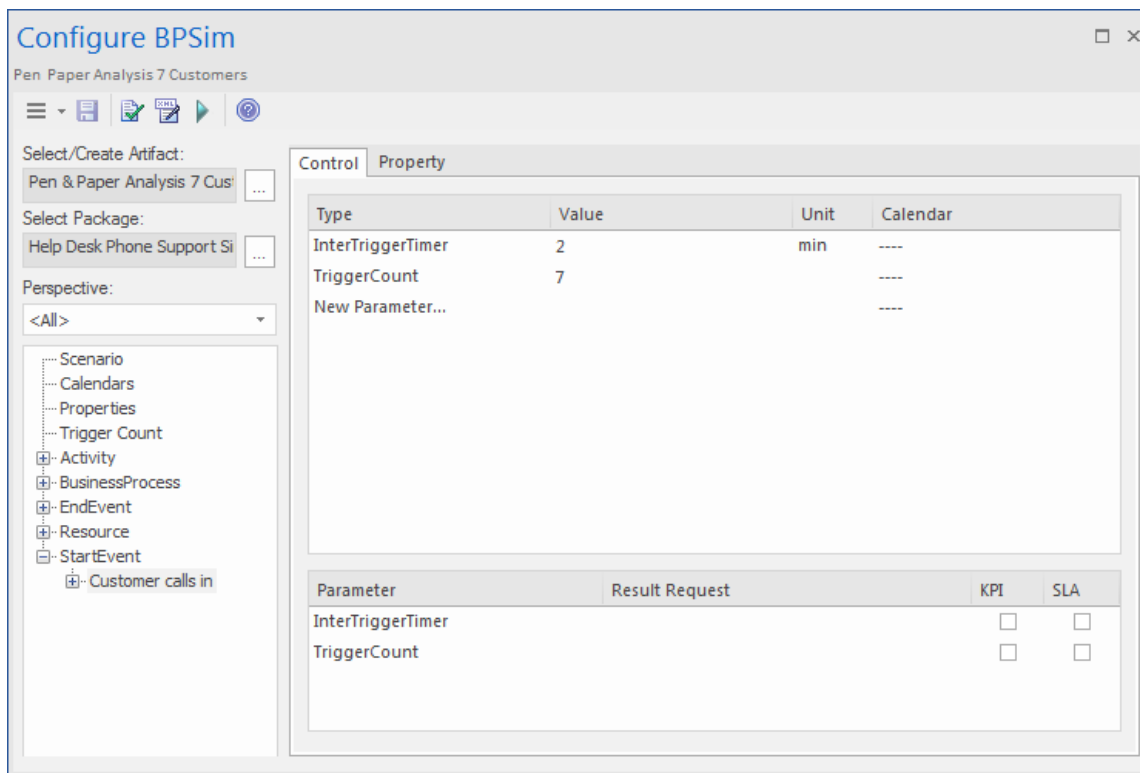 Configure BPSim
Pen Paper Analysis 7 Customers
Select/Create Artifact:
Pen & Paper Analysis 7 Cus
...
Select Package:
Help Desk Phone Support Si
...
Perspective:
<All>
Scenario
Calendars
Properties
Trigger Count
Activity
BusinessProcess
EndEvent
Resource
StartEvent
Customer calls in
Control Property
Type Value Unit Calendar
InterTriggerTimer 2 min ----
TriggerCount 7 ----
New Parameter... ----
Parameter Result Request KPI SLA
InterTriggerTimer
TriggerCount